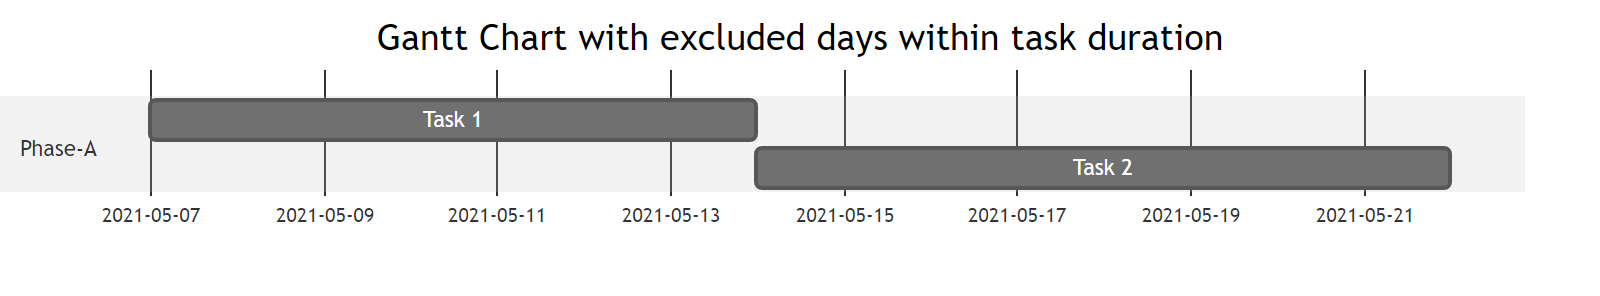 Gantt Chart with excluded days within task duration
Task 1
Phase-A
Task 2
2021-05-07 2021-05-09 2021-05-11 2021-05-13 2021-05-15 2021-05-17 2021-05-19 2021-05-21